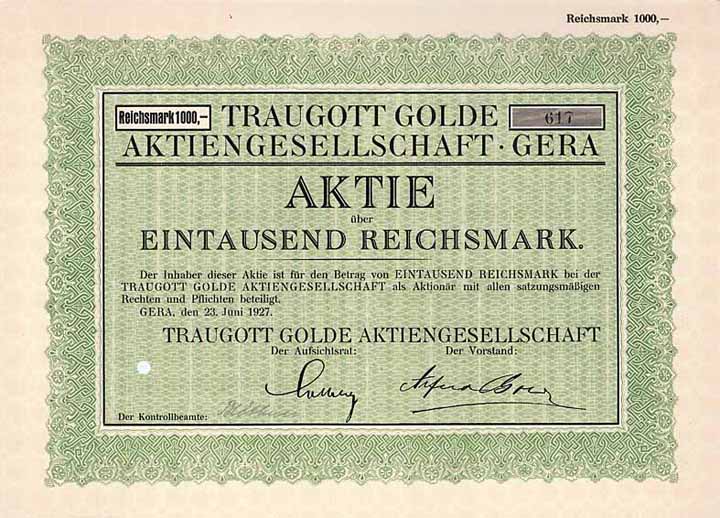 Reichsmark 1000,—
Reichsmark 1000,-
TRAUGOTT GOLDE
617
AKTIENGESELLSCHAFT · GERA
AKTIE
über
EINTAUSEND REICHSMARK.
Der Inhaber dieser Aktie ist für den Betrag von EINTAUSEND REICHSMARK bei der
TRAUGOTT GOLDE AKTIENGESELLSCHAFT als Aktionär mit allen satzungsmäßigen
Rechten und Pflichten beteiligt.
GERA, den 23. Juni 1927.
TRAUGOTT GOLDE AKTIENGESELLSCHAFT
Der Aufsichtsrat: Der Vorstand:
Der Kontrollbeamte: